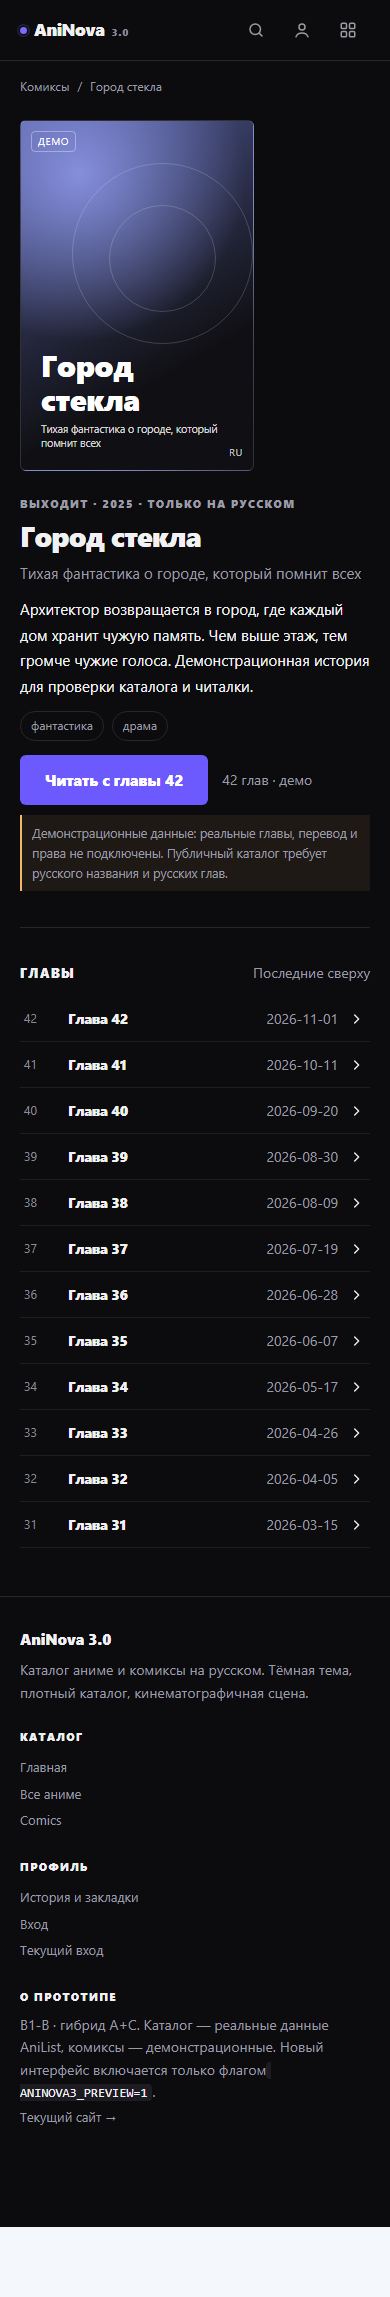 AniNova 3.0
Комиксы / Город стекла
ДЕМО
Город
стекла
Тихая фантастика о городе, который
помнит всех
RU
ВЫХОДИТ · 2025 · ТОЛЬКО НА РУССКОМ
Город стекла
Тихая фантастика о городе, который помнит всех
Архитектор возвращается в город, где каждый
дом хранит чужую память. Чем выше этаж, тем
громче чужие голоса. Демонстрационная история
для проверки каталога и читалки.
фантастика драма
Читать с главы 42 42 глав · демо
Демонстрационные данные: реальные главы, перевод и
права не подключены. Публичный каталог требует
русского названия и русских глав.
ГЛАВЫ Последние сверху
42 Глава 42 2026-11-01
41 Глава 41 2026-10-11
40 Глава 40 2026-09-20
39 Глава 39 2026-08-30
38 Глава 38 2026-08-09
37 Глава 37 2026-07-19
36 Глава 36 2026-06-28
35 Глава 35 2026-06-07
34 Глава 34 2026-05-17
33 Глава 33 2026-04-26
32 Глава 32 2026-04-05
31 Глава 31 2026-03-15
AniNova 3.0
Каталог аниме и комиксы на русском. Тёмная тема,
плотный каталог, кинематографичная сцена.
КАТАЛОГ
Главная
Все аниме
Comics
ПРОФИЛЬ
История и закладки
Вход
Текущий вход
О ПРОТОТИПЕ
B1-B · гибрид A+C. Каталог — реальные данные
AniList, комиксы — демонстрационные. Новый
интерфейс включается только флагом
ANINOVA3_PREVIEW=1 .
Текущий сайт →